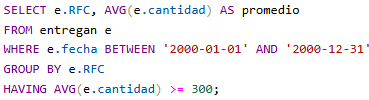 SELECT e.RFC, AVG(e.cantidad) AS promedio
FROM entregan e
WHERE e.fecha BETWEEN '2000-01-01' AND '2000-12-31'
GROUP BY e.RFC
HAVING AVG(e.cantidad) >= 300;